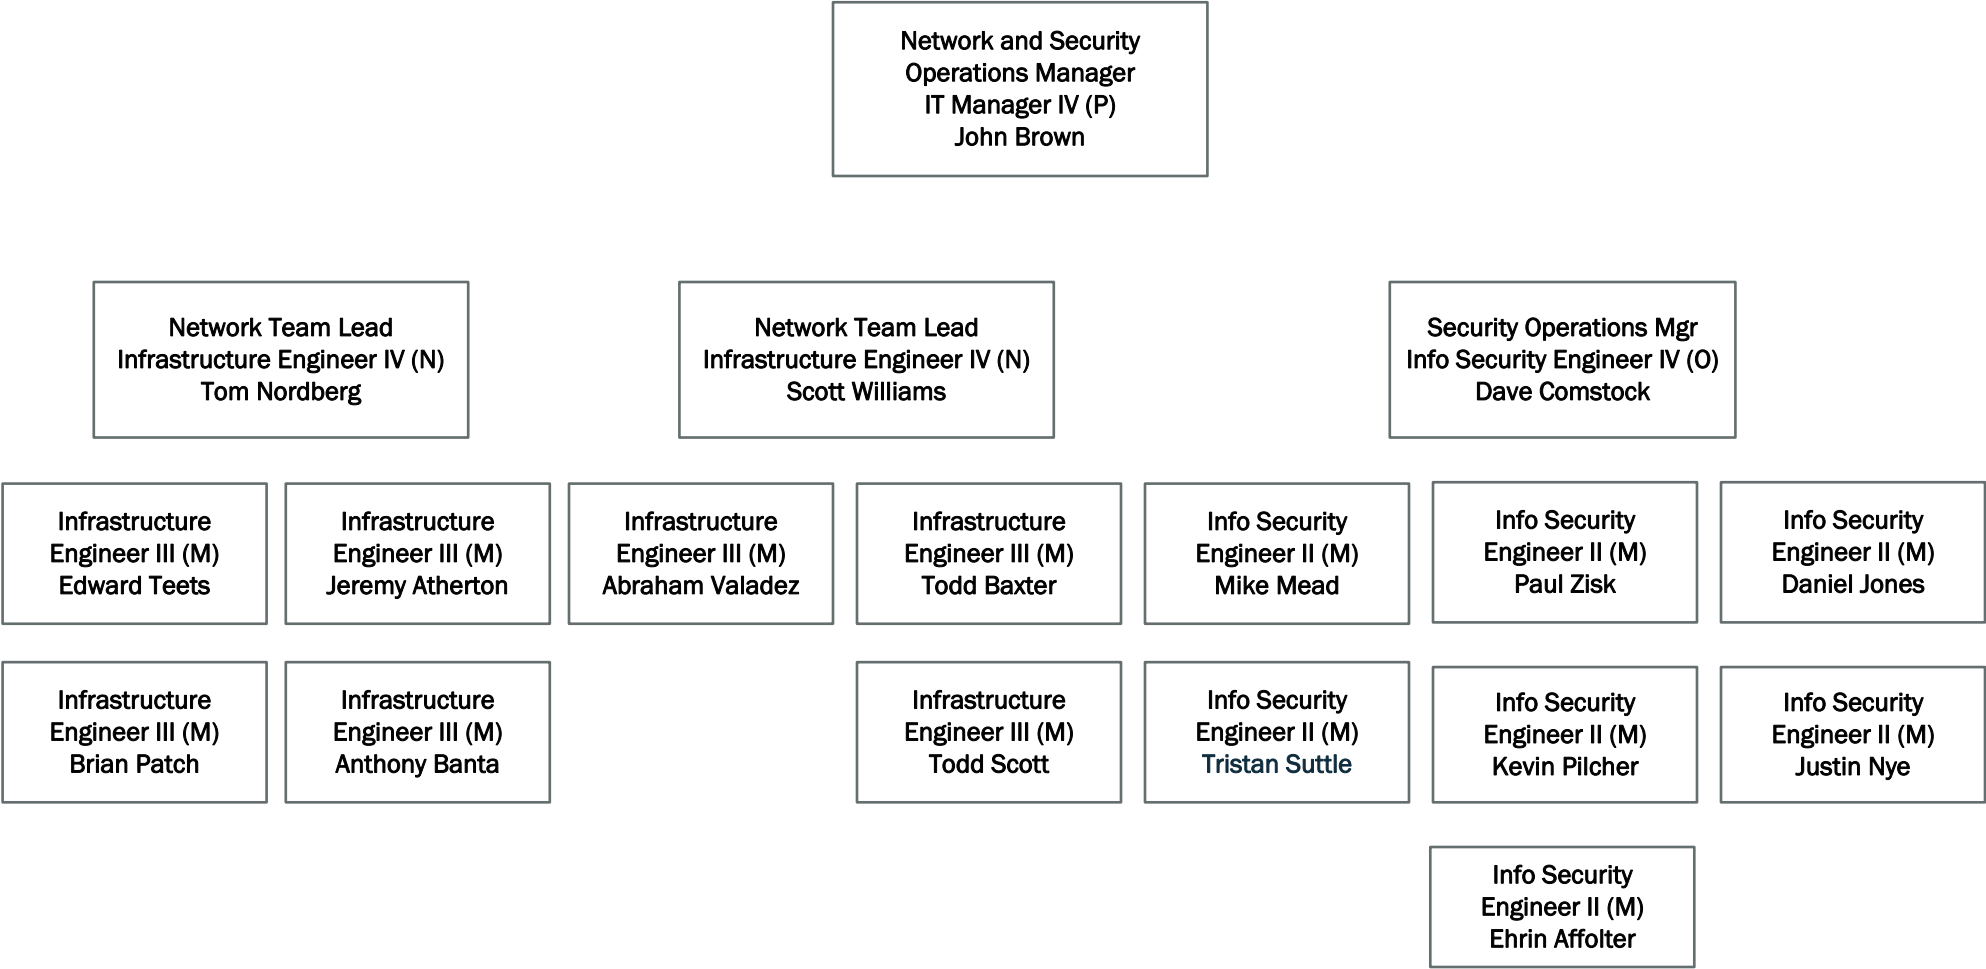 Network and Security
Operations Manager
IT Manager IV (P)
John Brown
Network Team Lead
Infrastructure Engineer IV (N)
Tom Nordberg
Network Team Lead
Infrastructure Engineer IV (N)
Scott Williams
Security Operations Mgr
Info Security Engineer IV (O)
Dave Comstock
Infrastructure
Engineer III (M)
Edward Teets
Infrastructure
Engineer III (M)
Jeremy Atherton
Infrastructure
Engineer III (M)
Abraham Valadez
Infrastructure
Engineer III (M)
Todd Baxter
Info Security
Engineer II (M)
Mike Mead
Info Security
Engineer II (M)
Paul Zisk
Info Security
Engineer II (M)
Daniel Jones
Infrastructure
Engineer III (M)
Brian Patch
Infrastructure
Engineer III (M)
Anthony Banta
Infrastructure
Engineer III (M)
Todd Scott
Info Security
Engineer II (M)
Tristan Suttle
Info Security
Engineer II (M)
Kevin Pilcher
Info Security
Engineer II (M)
Justin Nye
Info Security
Engineer II (M)
Ehrin Affolter